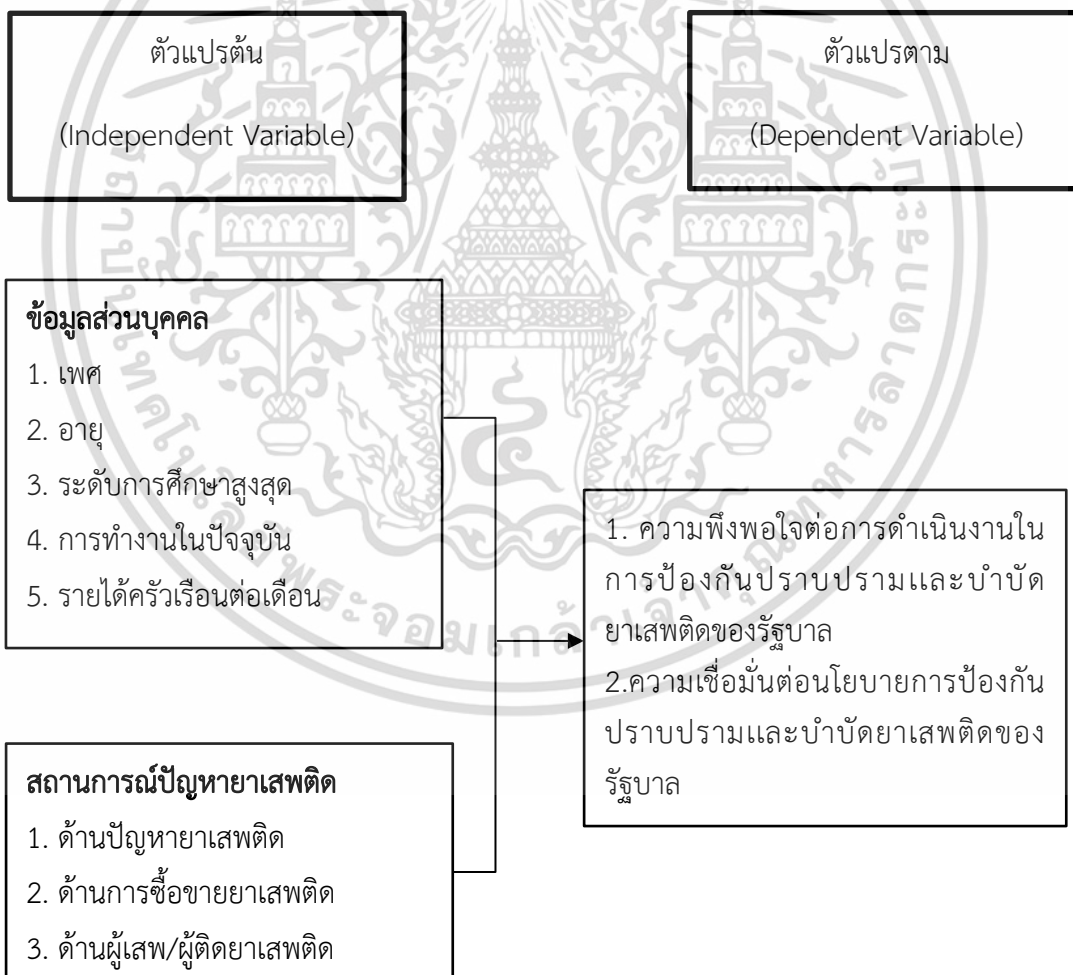 ตัวแปรต้น
(Independent Variable)
ตัวแปรตาม
(Dependent Variable)
ข้อมูลส่วนบุคคล
1. เพศ
2. อายุ
3. ระดับการศึกษาสูงสุด
4. การทำงานในปัจจุบัน
5. รายได้ครัวเรือนต่อเดือน
สถานการณ์ปัญหายาเสพติด
1. ด้านปัญหายาเสพติด
2. ด้านการซื้อขายยาเสพติด
3. ด้านผู้เสพ/ผู้ติดยาเสพติด
1. ความพึงพอใจต่อการดำเนินงานใน
การป้องกันปราบปรามและบำบัด
ยาเสพติดของรัฐบาล
2.ความเชื่อมั่นต่อนโยบายการป้องกัน
ปราบปรามและบำบัดยาเสพติดของ
รัฐบาล